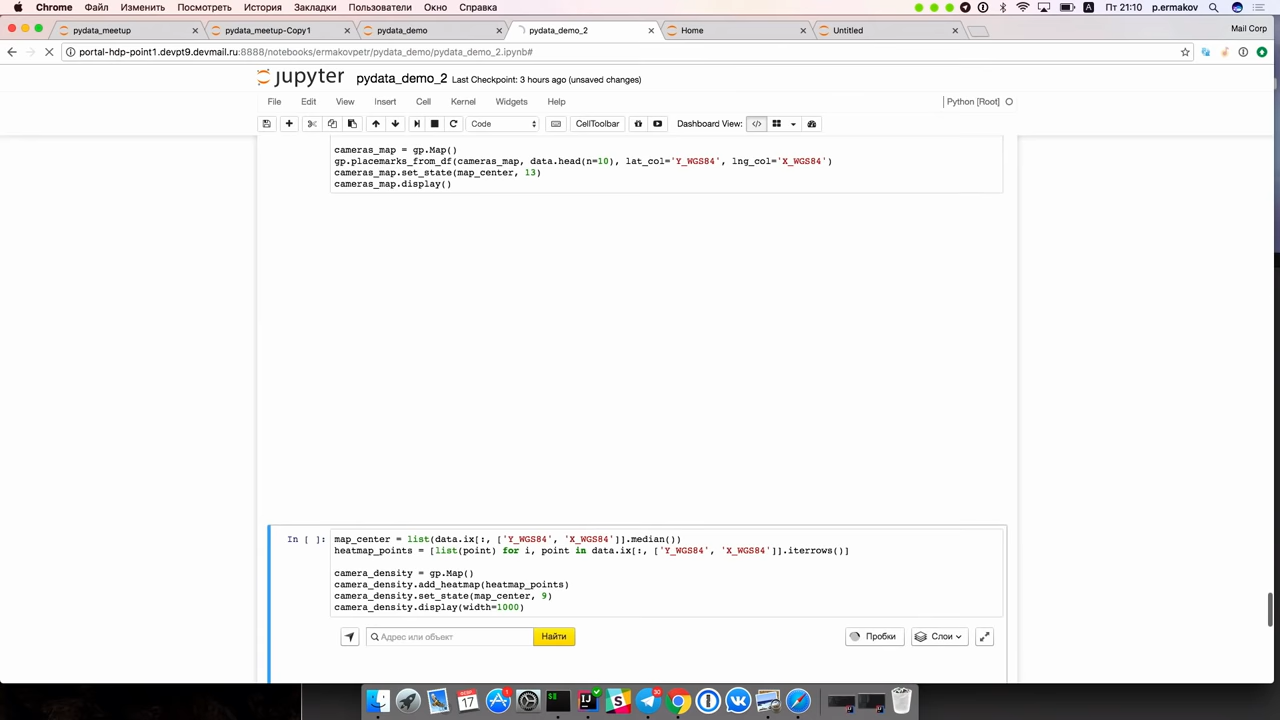 Chrome Файл Изменить Посмотреть История Закладки Пользователи Окно Справка
A Пт 21:10 p.ermakov
pydata_meetup pydata_meetup-Copy1 pydata_demo pydata_demo_2 Home Untitled Mail Corp
portal-hdp-point1.devpt9.devmail.ru:8888/notebooks/ermakovpetr/pydata_demo/pydata_demo_2.ipynb#
jupyter pydata_demo_2 Last Checkpoint: 3 hours ago (unsaved changes)
File Edit View Insert Cell Kernel Widgets Help Python [Root]
Code CellToolbar Dashboard View:
cameras_map = gp.Map()
gp.placemarks_from_df(cameras_map, data.head(n=10), lat_col='Y_WGS84', lng_col='X_WGS84')
cameras_map.set_state(map_center, 13)
cameras_map.display()
In [ ]: map_center = list(data.ix[:, ['Y_WGS84', 'X_WGS84']].median())
heatmap_points = [list(point) for i, point in data.ix[:, ['Y_WGS84', 'X_WGS84']].iterrows()]
camera_density = gp.Map()
camera_density.add_heatmap(heatmap_points)
camera_density.set_state(map_center, 9)
camera_density.display(width=1000)
Адрес или объект Найти Пробки Слои
17